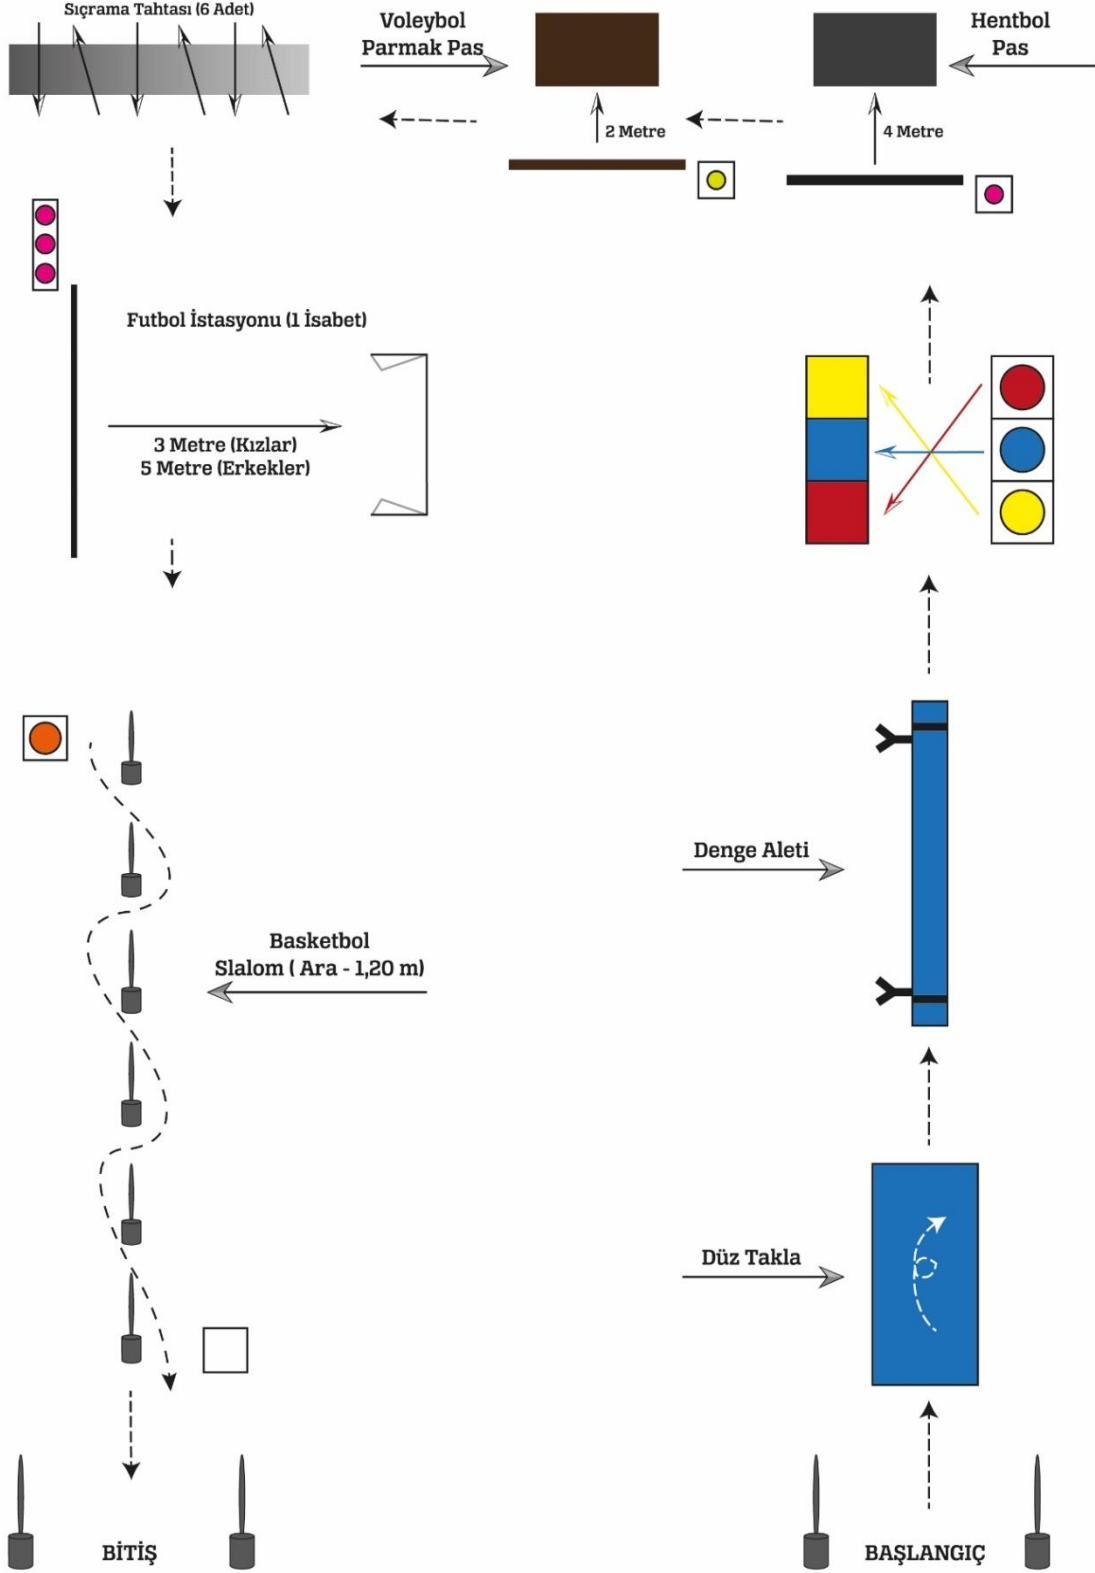 Sıçrama Tahtası (6 Adet)
Voleybol
Parmak Pas
Hentbol
Pas
2 Metre
4 Metre
Futbol İstasyonu (1 İsabet)
3 Metre (Kızlar)
5 Metre (Erkekler)
Denge Aleti
Basketbol
Slalom ( Ara - 1,20 m)
Düz Takla
BİTİŞ
BAŞLANGIÇ